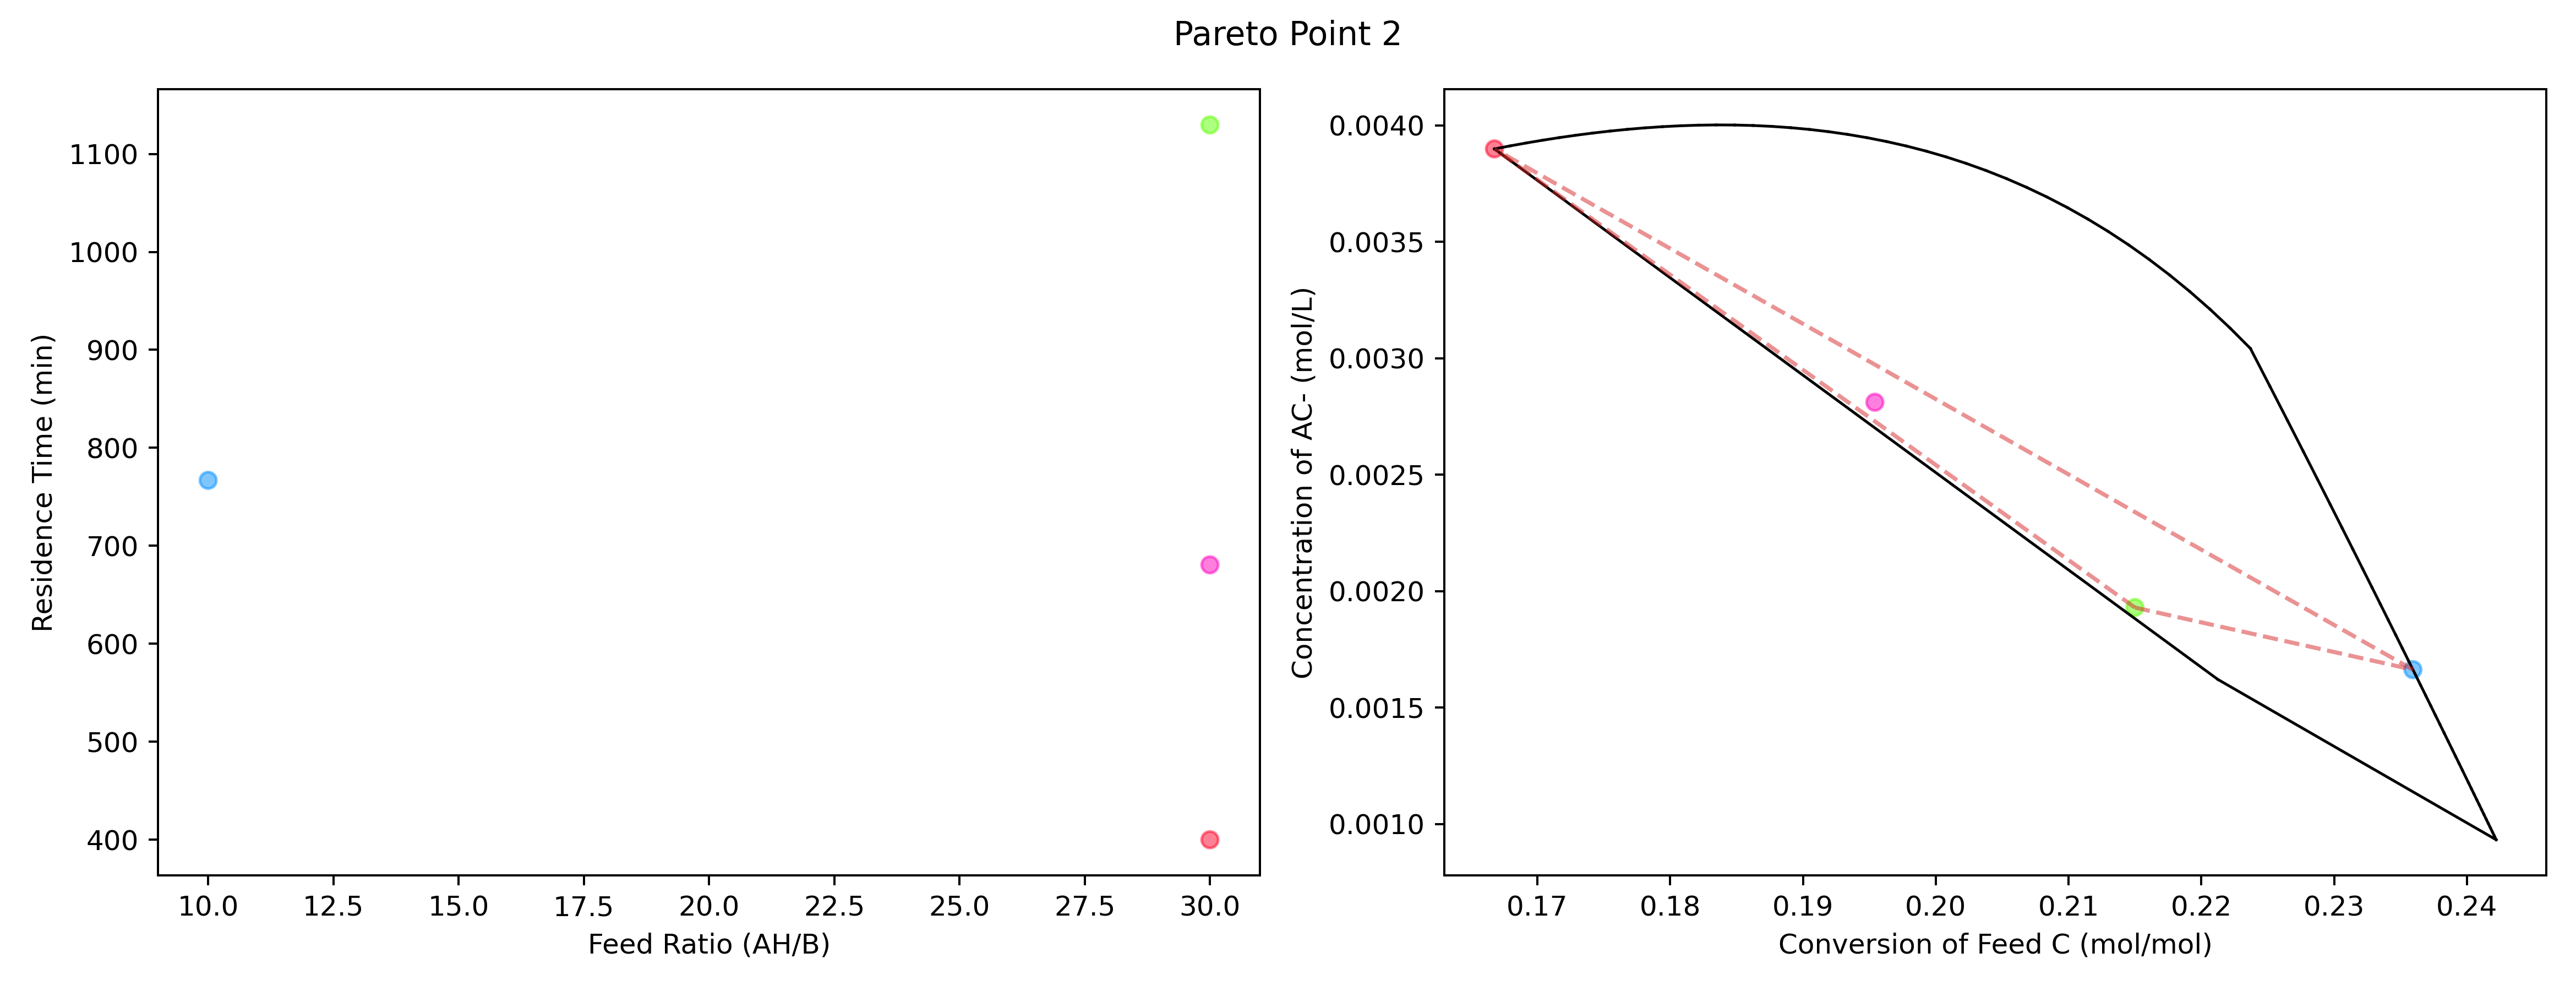 Pareto Point 2
Residence Time (min)
1100
1000
900
800
700
600
500
400
10.0 12.5 15.0 17.5 20.0 22.5 25.0 27.5 30.0
Feed Ratio (AH/B)
Concentration of AC- (mol/L)
0.0040
0.0035
0.0030
0.0025
0.0020
0.0015
0.0010
0.17 0.18 0.19 0.20 0.21 0.22 0.23 0.24
Conversion of Feed C (mol/mol)